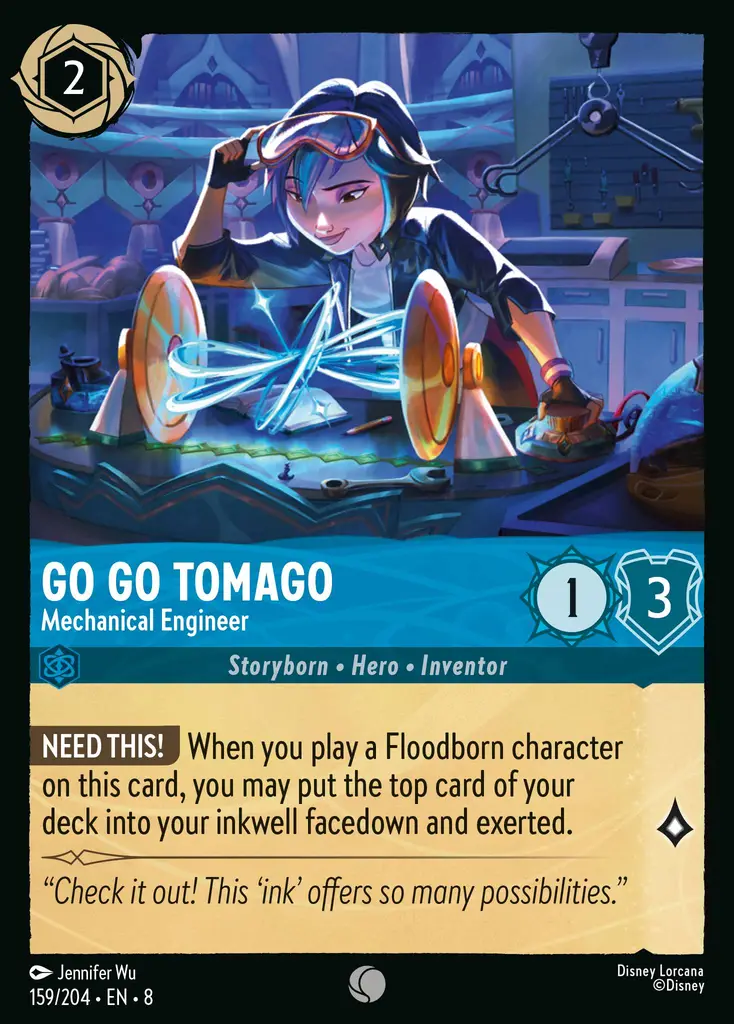 2
GO GO TOMAGO
Mechanical Engineer
1
3
Storyborn • Hero • Inventor
NEED THIS! When you play a Floodborn character
on this card, you may put the top card of your
deck into your inkwell facedown and exerted.
“Check it out! This ‘ink’ offers so many possibilities.”
Jennifer Wu
159/204 • EN • 8
Disney Lorcana
©Disney